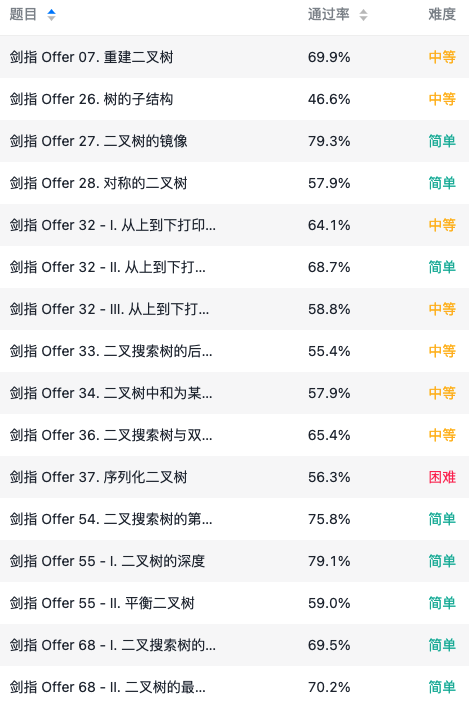 题目 通过率 难度
剑指 Offer 07. 重建二叉树 69.9% 中等
剑指 Offer 26. 树的子结构 46.6% 中等
剑指 Offer 27. 二叉树的镜像 79.3% 简单
剑指 Offer 28. 对称的二叉树 57.9% 简单
剑指 Offer 32 - I. 从上到下打印... 64.1% 中等
剑指 Offer 32 - II. 从上到下打... 68.7% 简单
剑指 Offer 32 - III. 从上到下打... 58.8% 中等
剑指 Offer 33. 二叉搜索树的后... 55.4% 中等
剑指 Offer 34. 二叉树中和为某... 57.9% 中等
剑指 Offer 36. 二叉搜索树与双... 65.4% 中等
剑指 Offer 37. 序列化二叉树 56.3% 困难
剑指 Offer 54. 二叉搜索树的第... 75.8% 简单
剑指 Offer 55 - I. 二叉树的深度 79.1% 简单
剑指 Offer 55 - II. 平衡二叉树 59.0% 简单
剑指 Offer 68 - I. 二叉搜索树的... 69.5% 简单
剑指 Offer 68 - II. 二叉树的最... 70.2% 简单